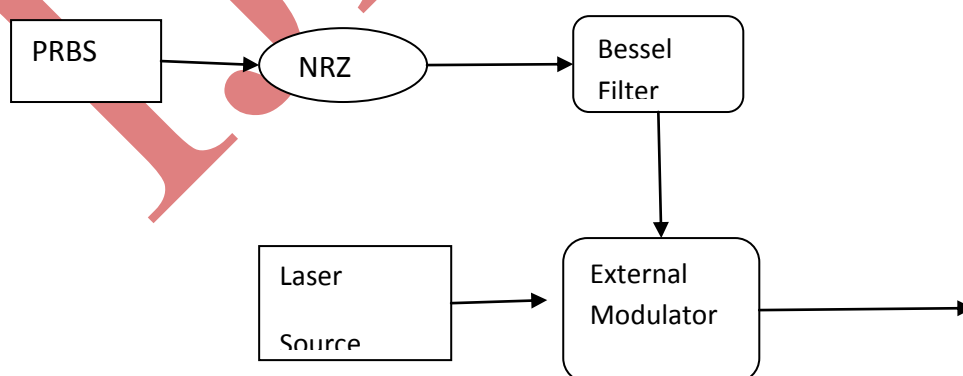 PRBS
NRZ
Bessel
Filter
Laser
Source
External
Modulator